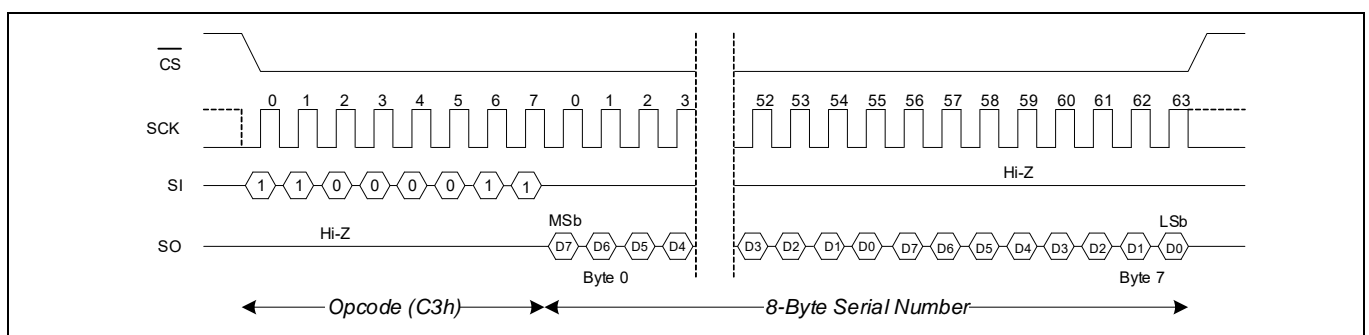 CS
0 1 2 3 4 5 6 7 0 1 2 3 52 53 54 55 56 57 58 59 60 61 62 63
SCK
Hi-Z
SI 1 1 0 0 0 0 1 1
MSb LSb
Hi-Z
SO D7 D6 D5 D4 D3 D2 D1 D0 D7 D6 D5 D4 D3 D2 D1 D0
Byte 0 Byte 7
Opcode (C3h) 8-Byte Serial Number